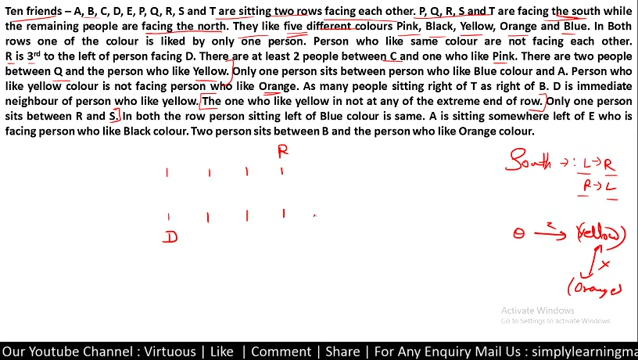 Ten friends – A, B, C, D, E, P, Q, R, S and T are sitting two rows facing each other. P, Q, R, S and T are facing the south while
the remaining people are facing the north. They like five different colours Pink, Black, Yellow, Orange and Blue. In Both
rows one of the colour is liked by only one person. Person who like same colour are not facing each other.
R is 3rd to the left of person facing D. There are at least 2 people between C and one who like Pink. There are two people
between Q and the person who like Yellow. Only one person sits between person who like Blue colour and A. Person who
like yellow colour is not facing person who like Orange. As many people sitting right of T as right of B. D is immediate
neighbour of person who like yellow. The one who like yellow in not at any of the extreme end of row. Only one person
sits between R and S. In both the row person sitting left of Blue colour is same. A is sitting somewhere left of E who is
facing person who like Black colour. Two person sits between B and the person who like Orange colour.
R
D
South → : L → R
R → L
2
(Yellow)
x
(Orange)
Activate Windows
Go to Settings to activate Windows.
Our Youtube Channel : Virtuous | Like | Comment | Share | For Any Enquiry Mail Us : simplylearningma